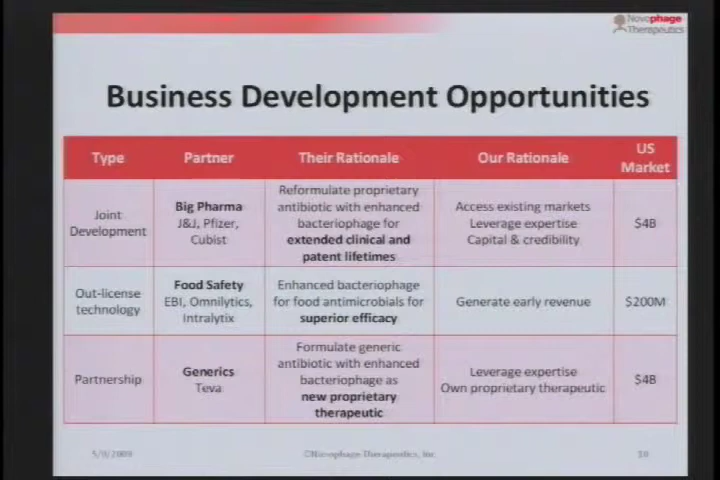 Novophage
Therapeutics
Business Development Opportunities
Type
Partner
Their Rationale
Our Rationale
US
Market
Joint
Development
Big Pharma
J&J, Pfizer,
Cubist
Reformulate proprietary
antibiotic with enhanced
bacteriophage for
extended clinical and
patent lifetimes
Access existing markets
Leverage expertise
Capital & credibility
$4B
Out-license
technology
Food Safety
EBI, Omnilytics,
Intralytix
Enhanced bacteriophage
for food antimicrobials for
superior efficacy
Generate early revenue
$200M
Partnership
Generics
Teva
Formulate generic
antibiotic with enhanced
bacteriophage as
new proprietary
therapeutic
Leverage expertise
Own proprietary therapeutic
$4B
©Novophage Therapeutics, Inc.